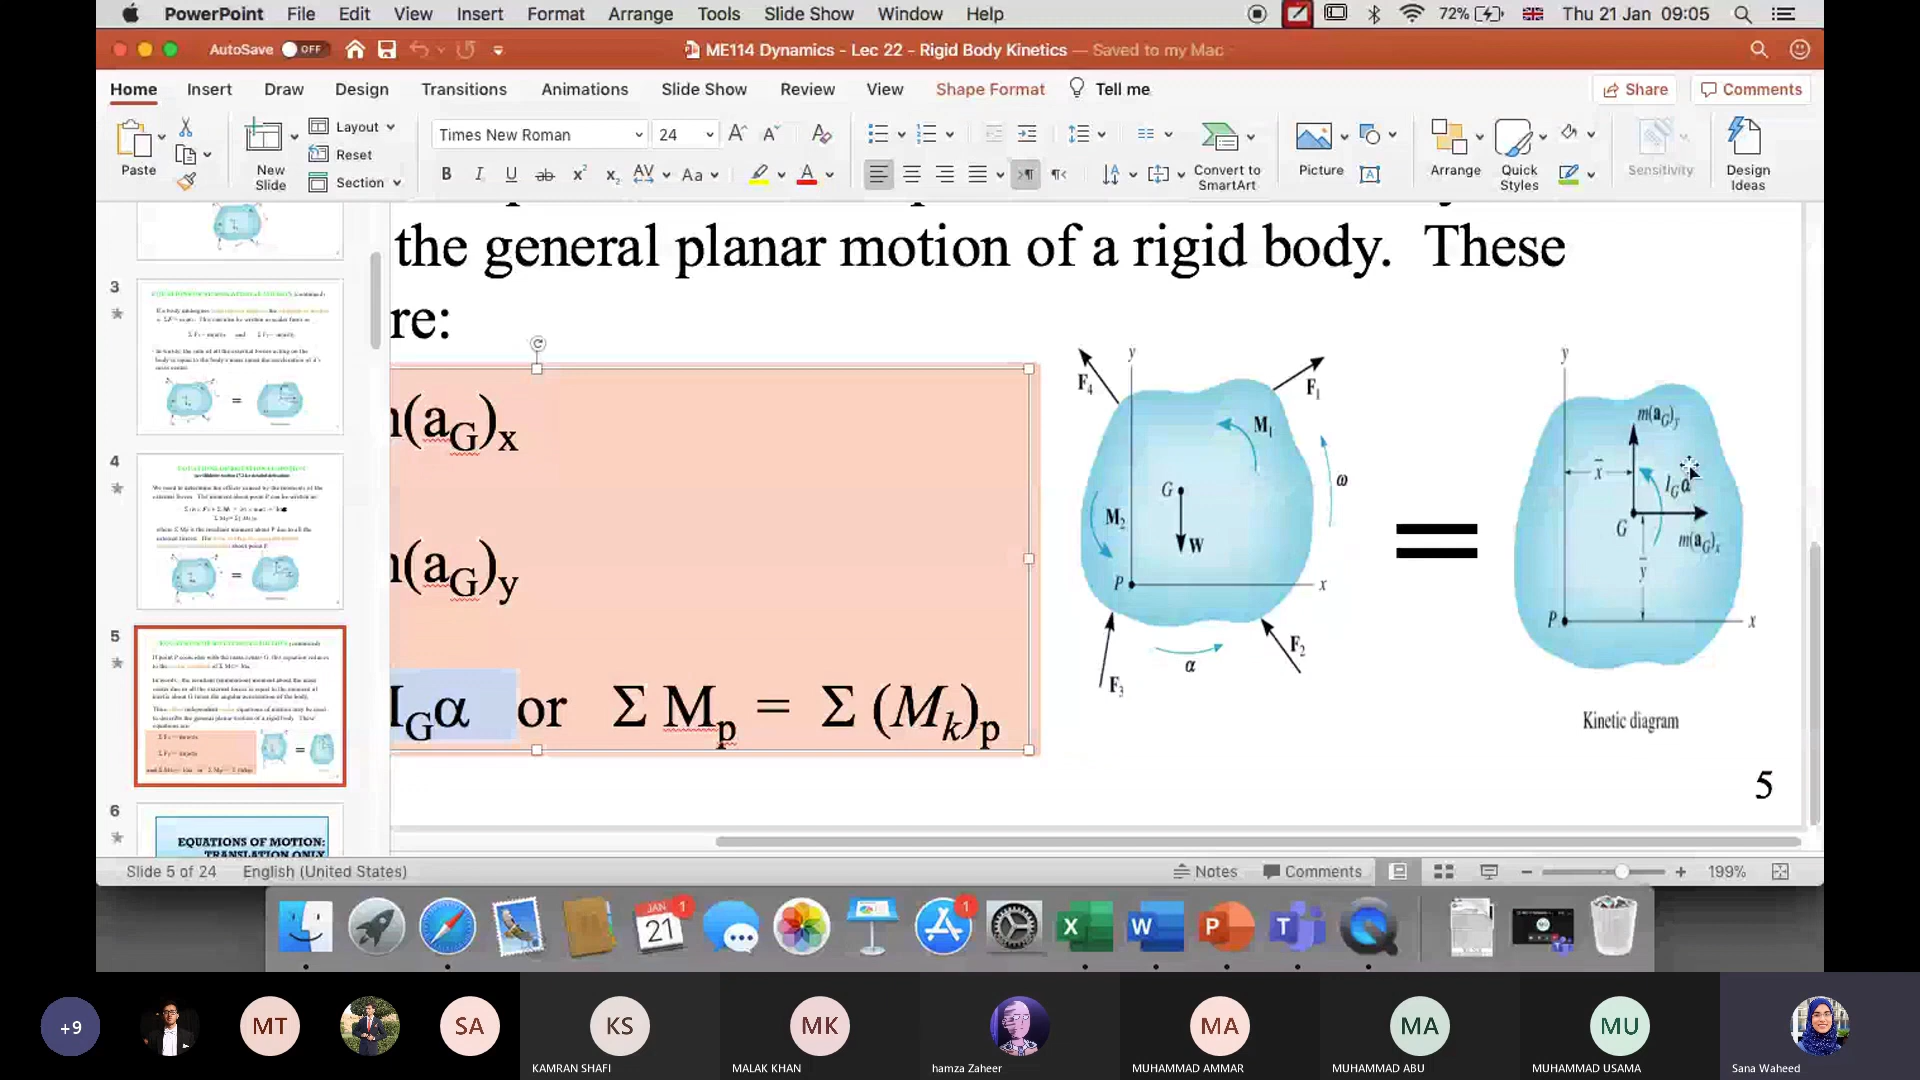 PowerPoint File Edit View Insert Format Arrange Tools Slide Show Window Help 72% Thu 21 Jan 09:05
AutoSave OFF ME114 Dynamics - Lec 22 - Rigid Body Kinetics — Saved to my Mac
Home Insert Draw Design Transitions Animations Slide Show Review View Shape Format Tell me Share Comments
Paste New Slide Layout Reset Section Times New Roman 24 Convert to SmartArt Picture Arrange Quick Styles Sensitivity Design Ideas
the general planar motion of a rigid body. These
re:
(aG)x
(aG)y
IGα or Σ Mp = Σ (Mk)p
F4 y F1 M1 ω G M2 W P x α F2 F3
=
y m(aG)y x̄ IGα G m(aG)x ȳ P x
Kinetic diagram
5
3
4
5
6
EQUATIONS OF MOTION:
TRANSLATION ONLY
Slide 5 of 24 English (United States) Notes Comments 199%
JAN 21 1 1
+9 MT SA KS MK MA MA MU
KAMRAN SHAFI MALAK KHAN hamza Zaheer MUHAMMAD AMMAR MUHAMMAD ABU MUHAMMAD USAMA Sana Waheed